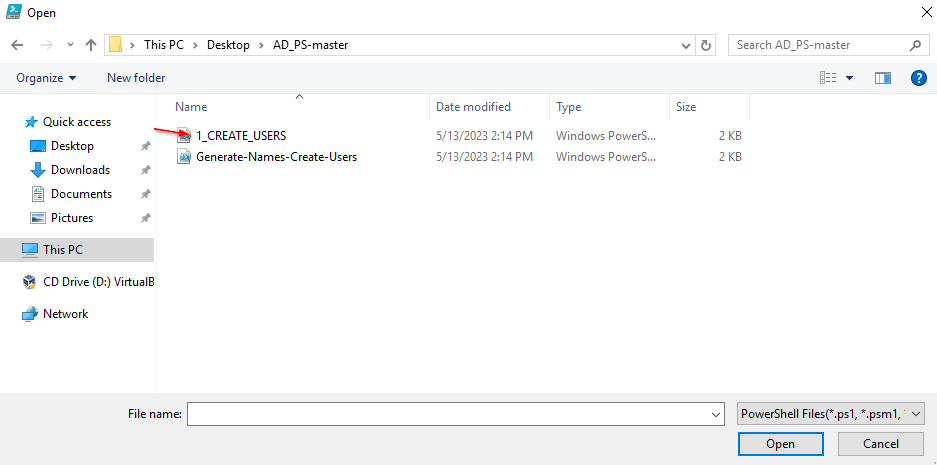 Open
This PC > Desktop > AD_PS-master
Search AD_PS-master
Organize
New folder
Name
Date modified
Type
Size
Quick access
Desktop
Downloads
Documents
Pictures
This PC
CD Drive (D:) VirtualB
Network
1_CREATE_USERS 5/13/2023 2:14 PM Windows PowerS... 2 KB
Generate-Names-Create-Users 5/13/2023 2:14 PM Windows PowerS... 2 KB
File name:
PowerShell Files(*.ps1, *.psm1, 
Open
Cancel